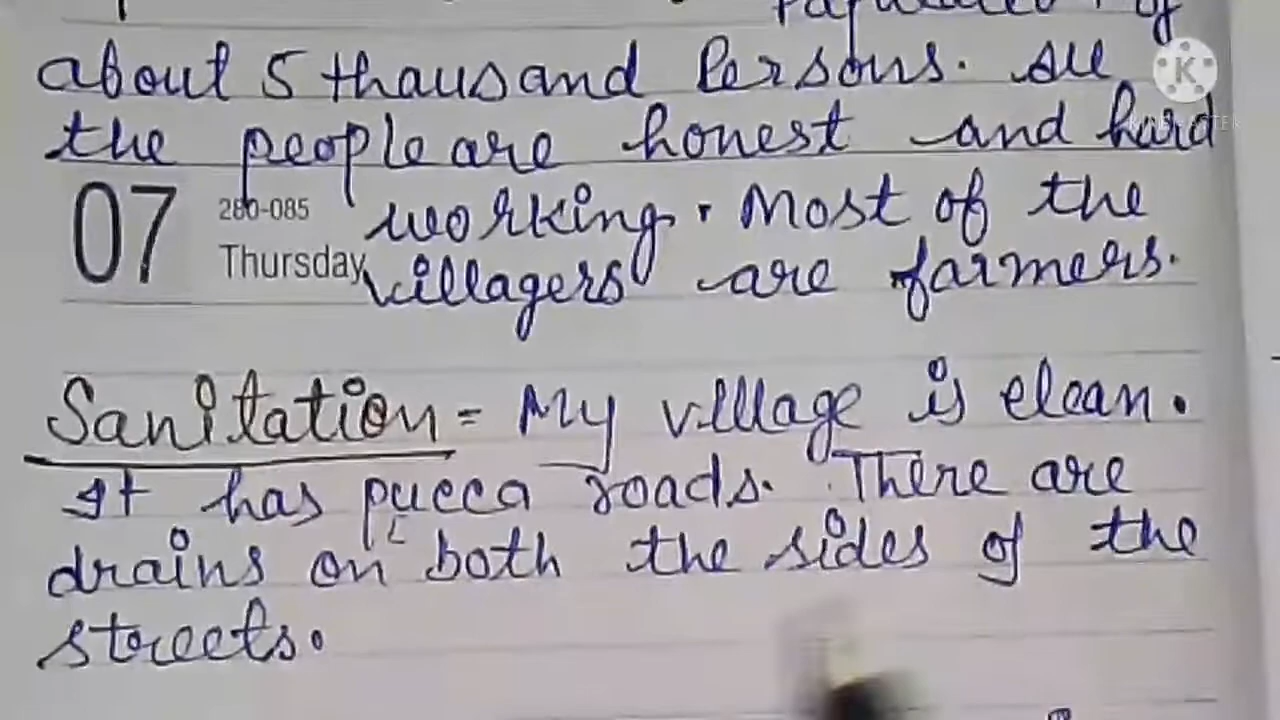 about 5 thausand Persons. All
the people are honest and hard
07 280-085 Thursday
working. Most of the
villagers are farmers.
Sanitation = My village is clean.
It has pucca roads. There are
drains on both the sides of the
streets.